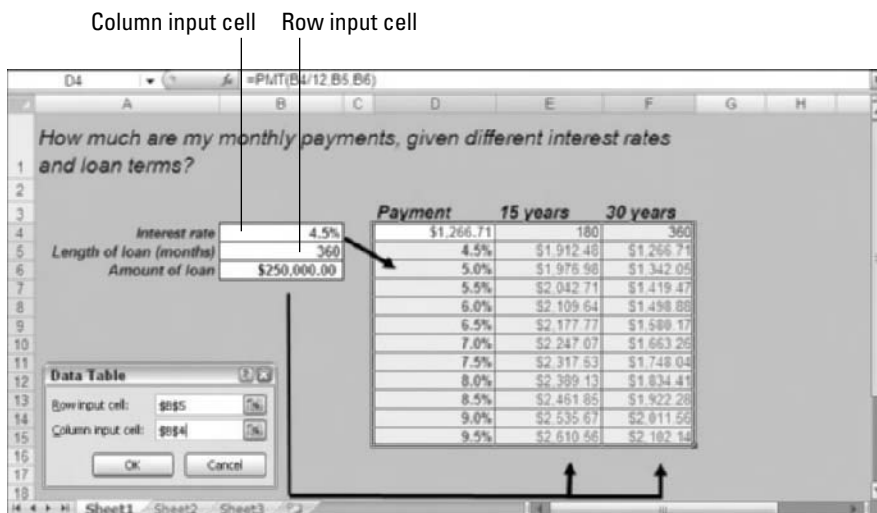 Column input cell Row input cell
D4 =PMT(B4/12,B5,B6)
A B C D E F G H
1 How much are my monthly payments, given different interest rates
and loan terms?
2
3 Payment 15 years 30 years
4 Interest rate 4.5% $1,266.71 180 360
5 Length of loan (months) 360 4.5% $1,912.48 $1,266.71
6 Amount of loan $250,000.00 5.0% $1,976.98 $1,342.05
7 5.5% $2,042.71 $1,419.47
8 6.0% $2,109.64 $1,498.88
9 6.5% $2,177.77 $1,580.17
10 7.0% $2,247.07 $1,663.26
11 7.5% $2,317.53 $1,748.04
12 Data Table 8.0% $2,389.13 $1,834.41
13 Row input cell: $B$5 8.5% $2,461.85 $1,922.28
14 Column input cell: $B$4 9.0% $2,535.67 $2,011.56
15 9.5% $2,610.56 $2,102.14
16 OK Cancel
17
18
Sheet1 Sheet2 Sheet3